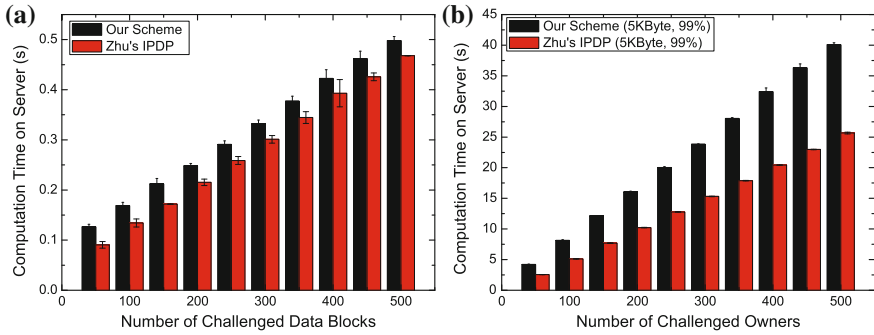 (a)
Our Scheme
Zhu's IPDP
Computation Time on Server (s)
0.5
0.4
0.3
0.2
0.1
0.0
0 100 200 300 400 500
Number of Challenged Data Blocks
(b)
Our Scheme (5KByte, 99%)
Zhu's IPDP (5KByte, 99%)
Computation Time on Server (s)
45
40
35
30
25
20
15
10
5
0
0 100 200 300 400 500
Number of Challenged Owners